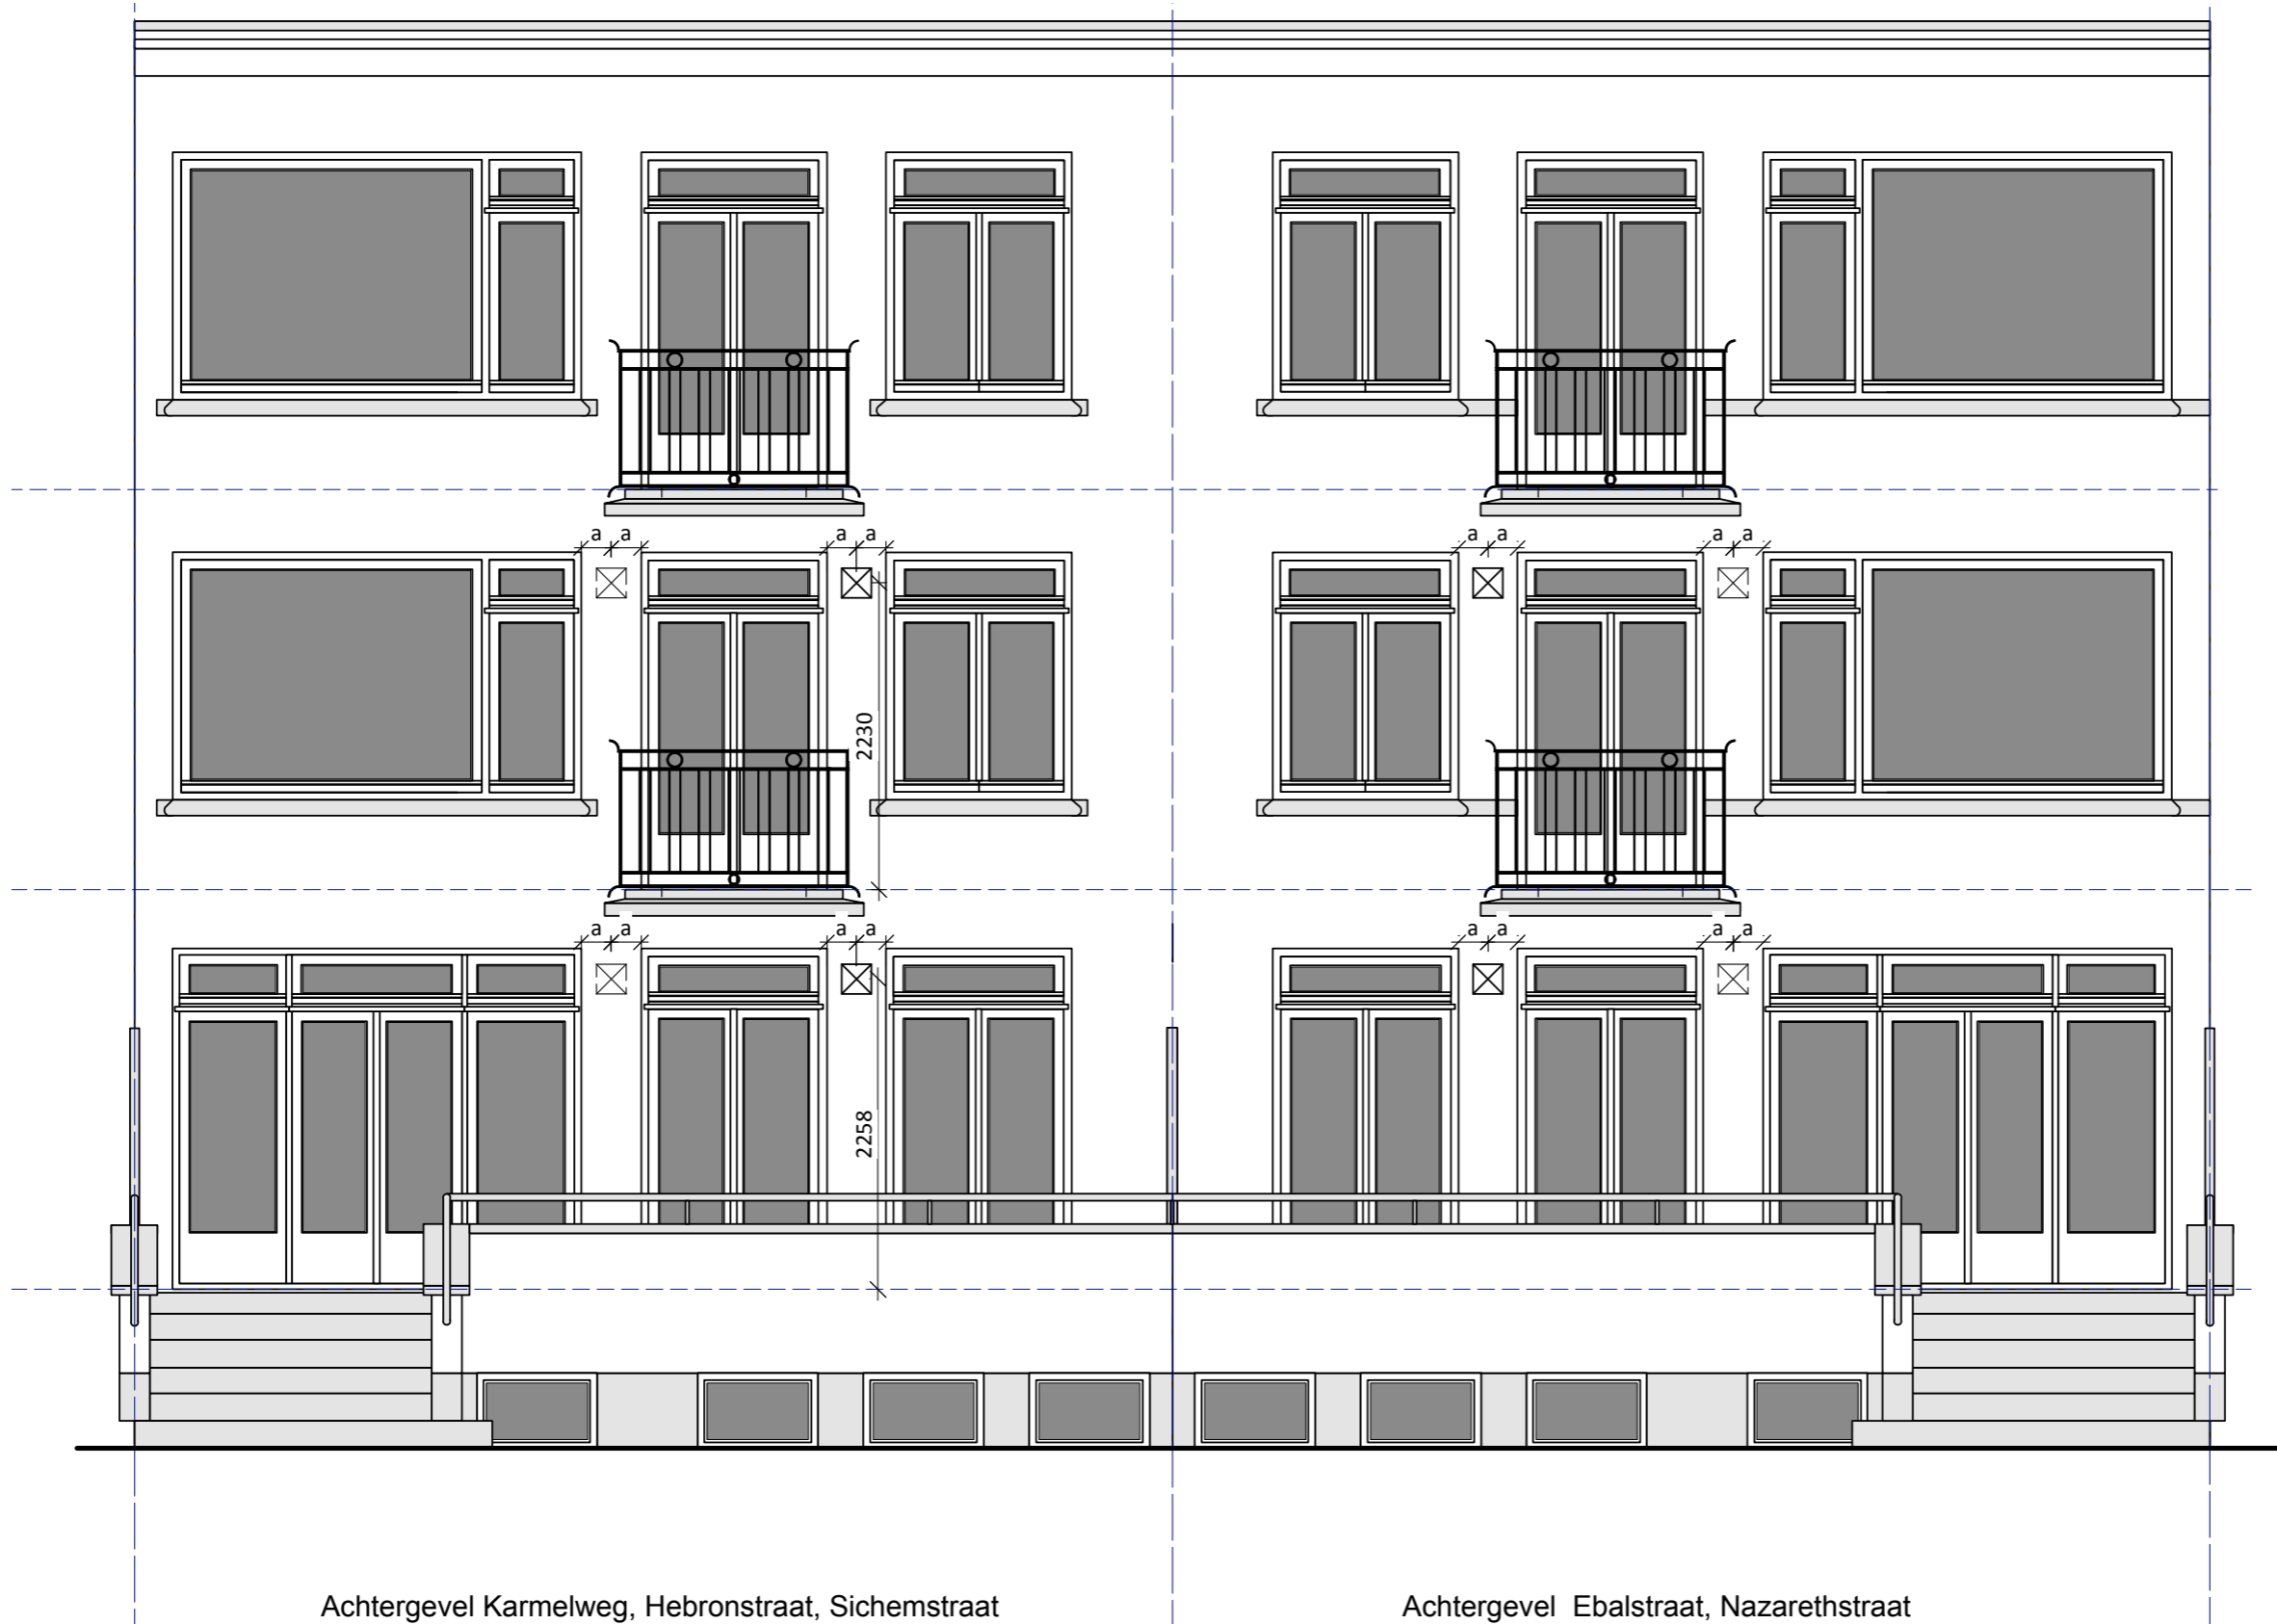 a a a a a a a a
2230
a a a a a a a a
2258
Achtergevel Karmelweg, Hebronstraat, Sichemstraat
Achtergevel Ebalstraat, Nazarethstraat